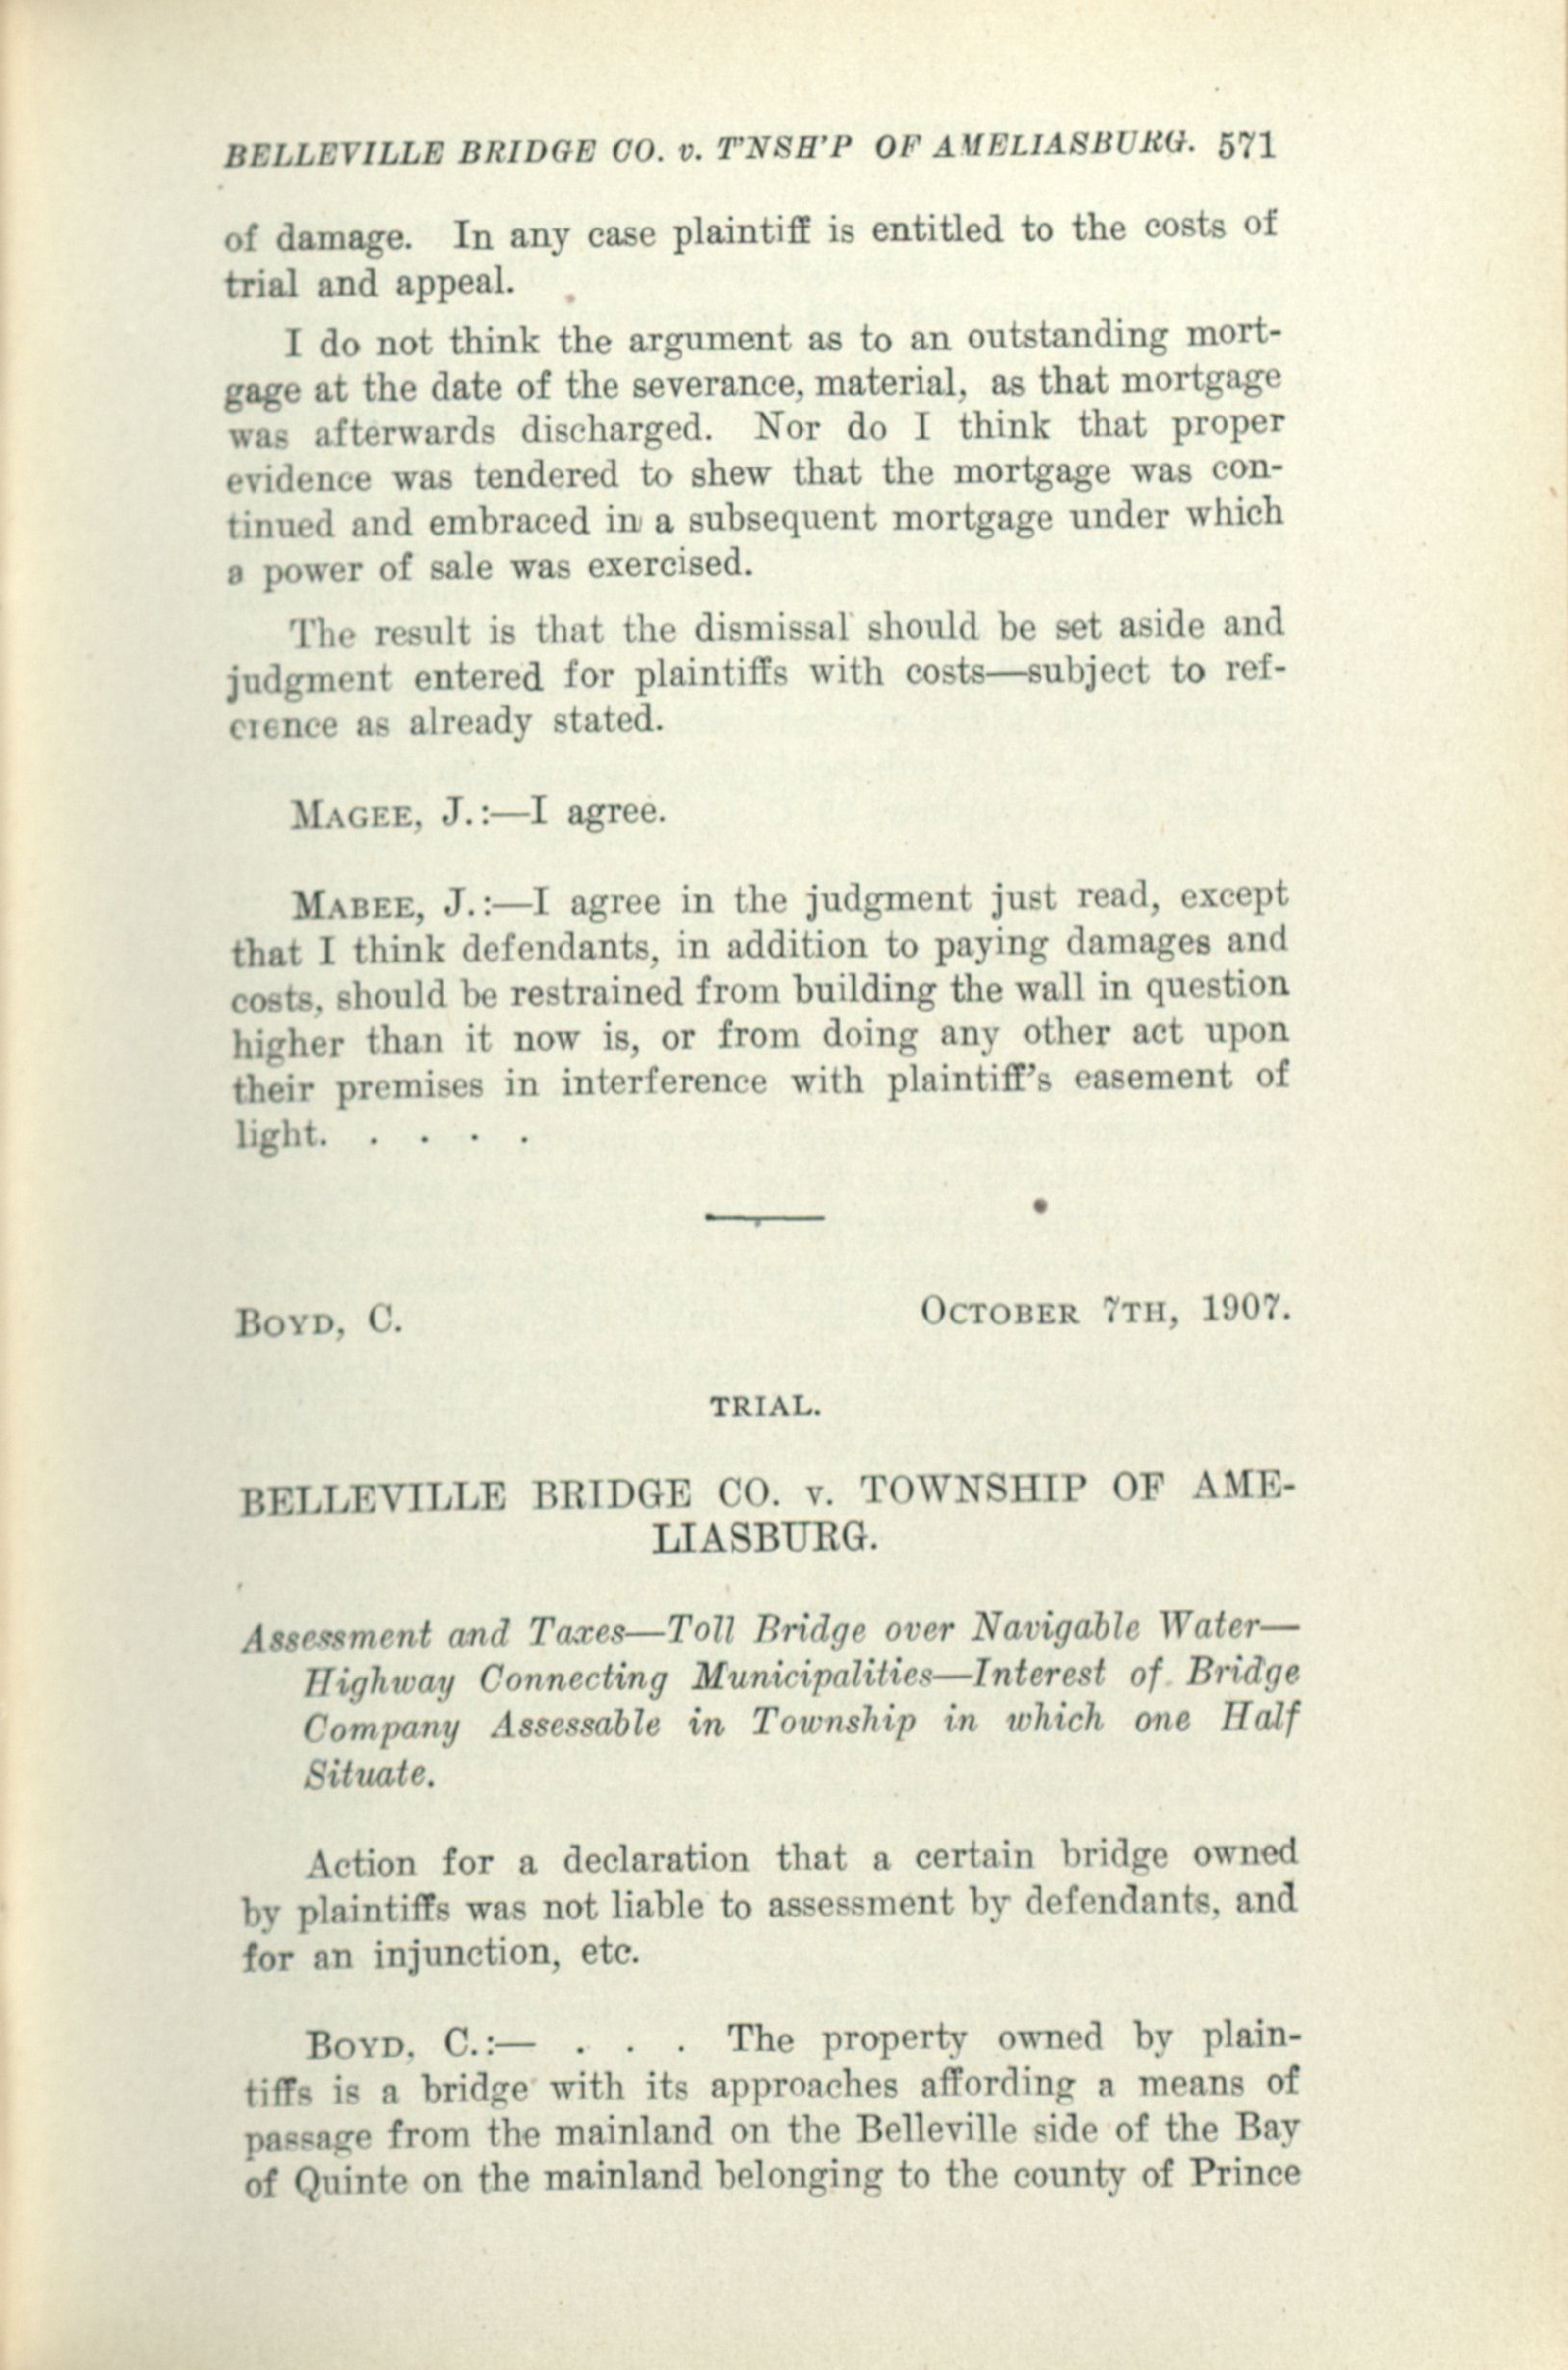 BELLEVILLE BRIDGE CO. v. T'NSH'P OF AMELIASBURG. 571
of damage. In any case plaintiff is entitled to the costs of
trial and appeal.
I do not think the argument as to an outstanding mort-
gage at the date of the severance, material, as that mortgage
was afterwards discharged. Nor do I think that proper
evidence was tendered to shew that the mortgage was con-
tinued and embraced in a subsequent mortgage under which
a power of sale was exercised.
The result is that the dismissal should be set aside and
judgment entered for plaintiffs with costs—subject to ref-
erence as already stated.
MAGEE, J.:—I agree.
MABEE, J.:—I agree in the judgment just read, except
that I think defendants, in addition to paying damages and
costs, should be restrained from building the wall in question
higher than it now is, or from doing any other act upon
their premises in interference with plaintiff's easement of
light. . . . .
BOYD, C. OCTOBER 7TH, 1907.
TRIAL.
BELLEVILLE BRIDGE CO. v. TOWNSHIP OF AME-
LIASBURG.
Assessment and Taxes—Toll Bridge over Navigable Water—
Highway Connecting Municipalities—Interest of Bridge
Company Assessable in Township in which one Half
Situate.
Action for a declaration that a certain bridge owned
by plaintiffs was not liable to assessment by defendants, and
for an injunction, etc.
BOYD, C.:— . . . The property owned by plain-
tiffs is a bridge with its approaches affording a means of
passage from the mainland on the Belleville side of the Bay
of Quinte on the mainland belonging to the county of Prince